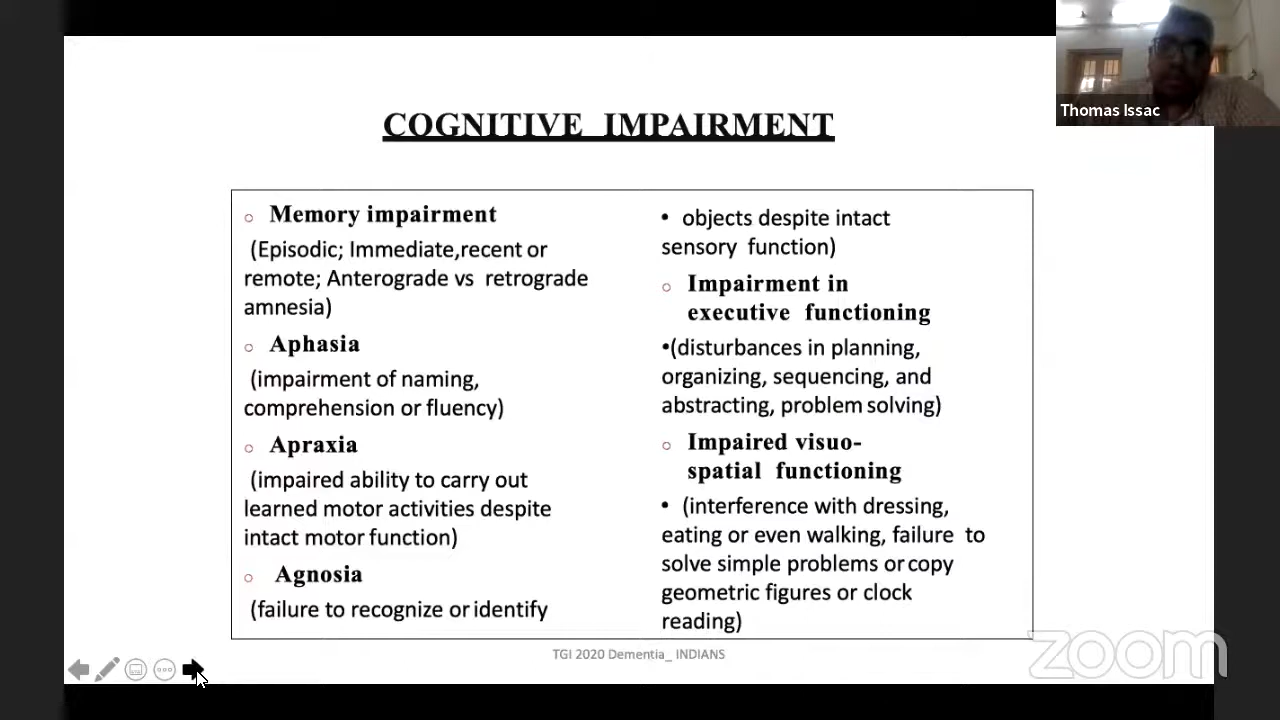 Thomas Issac
COGNITIVE IMPAIRMENT
Memory impairment
(Episodic; Immediate,recent or
remote; Anterograde vs retrograde
amnesia)
Aphasia
(impairment of naming,
comprehension or fluency)
Apraxia
(impaired ability to carry out
learned motor activities despite
intact motor function)
Agnosia
(failure to recognize or identify
• objects despite intact
sensory function)
Impairment in
executive functioning
•(disturbances in planning,
organizing, sequencing, and
abstracting, problem solving)
Impaired visuo-
spatial functioning
• (interference with dressing,
eating or even walking, failure to
solve simple problems or copy
geometric figures or clock
reading)
TGI 2020 Dementia_ INDIANS
zoom